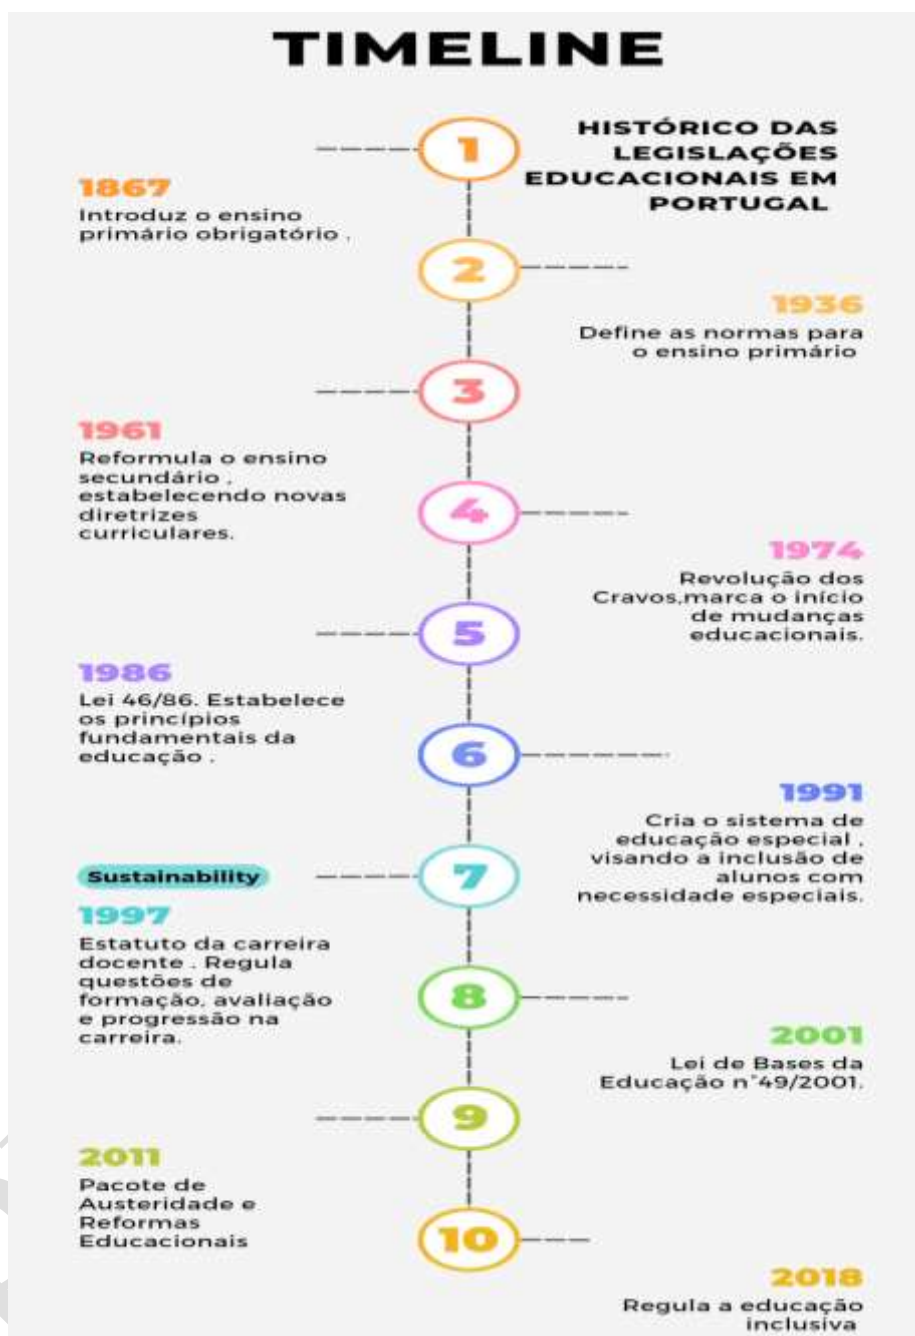 TIMELINE
1
HISTÓRICO DAS
LEGISLAÇÕES
EDUCACIONAIS EM
PORTUGAL
1867
Introduz o ensino
primário obrigatório .
2
1936
Define as normas para
o ensino primário
3
1961
Reformula o ensino
secundário ,
estabelecendo novas
diretrizes
curriculares.
4
1974
Revolução dos
Cravos,marca o início
de mudanças
educacionais.
5
1986
Lei 46/86. Estabelece
os princípios
fundamentais da
educação .
6
1991
Cria o sistema de
educação especial ,
visando a inclusão de
alunos com
necessidade especiais.
7
Sustainability
1997
Estatuto da carreira
docente . Regula
questões de
formação, avaliação
e progressão na
carreira.
8
2001
Lei de Bases da
Educação n°49/2001.
9
2011
Pacote de
Austeridade e
Reformas
Educacionais
10
2018
Regula a educação
inclusiva